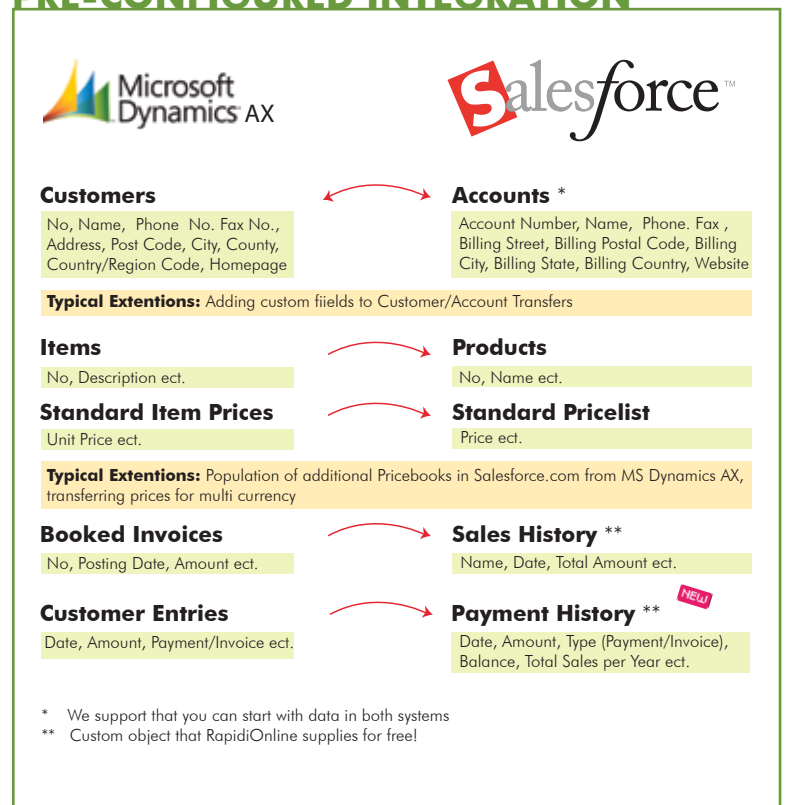 PRE-CONFIGURED INTEGRATION
Microsoft
Dynamics AX
Salesforce™
Customers
Accounts *
No, Name, Phone No. Fax No.,
Address, Post Code, City, County,
Country/Region Code, Homepage
Account Number, Name, Phone. Fax ,
Billing Street, Billing Postal Code, Billing
City, Billing State, Billing Country, Website
Typical Extentions: Adding custom fiields to Customer/Account Transfers
Items
Products
No, Description ect.
No, Name ect.
Standard Item Prices
Standard Pricelist
Unit Price ect.
Price ect.
Typical Extentions: Population of additional Pricebooks in Salesforce.com from MS Dynamics AX,
transferring prices for multi currency
Booked Invoices
Sales History **
No, Posting Date, Amount ect.
Name, Date, Total Amount ect.
NEW
Customer Entries
Payment History **
Date, Amount, Payment/Invoice ect.
Date, Amount, Type (Payment/Invoice),
Balance, Total Sales per Year ect.
* We support that you can start with data in both systems
** Custom object that RapidiOnline supplies for free!